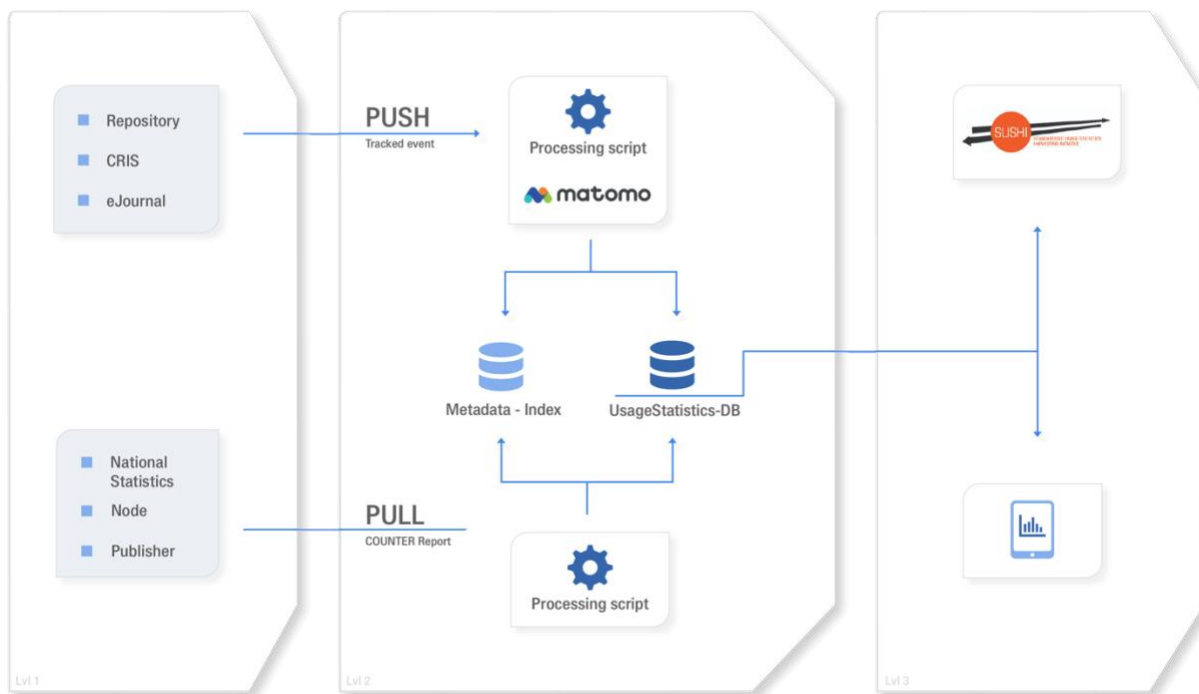 Repository
CRIS
eJournal
PUSH
Tracked event
Processing script
matomo
Metadata - Index
UsageStatistics-DB
National
Statistics
Node
Publisher
PULL
COUNTER Report
Processing script
SUSHI
Lvl 1
Lvl 2
Lvl 3